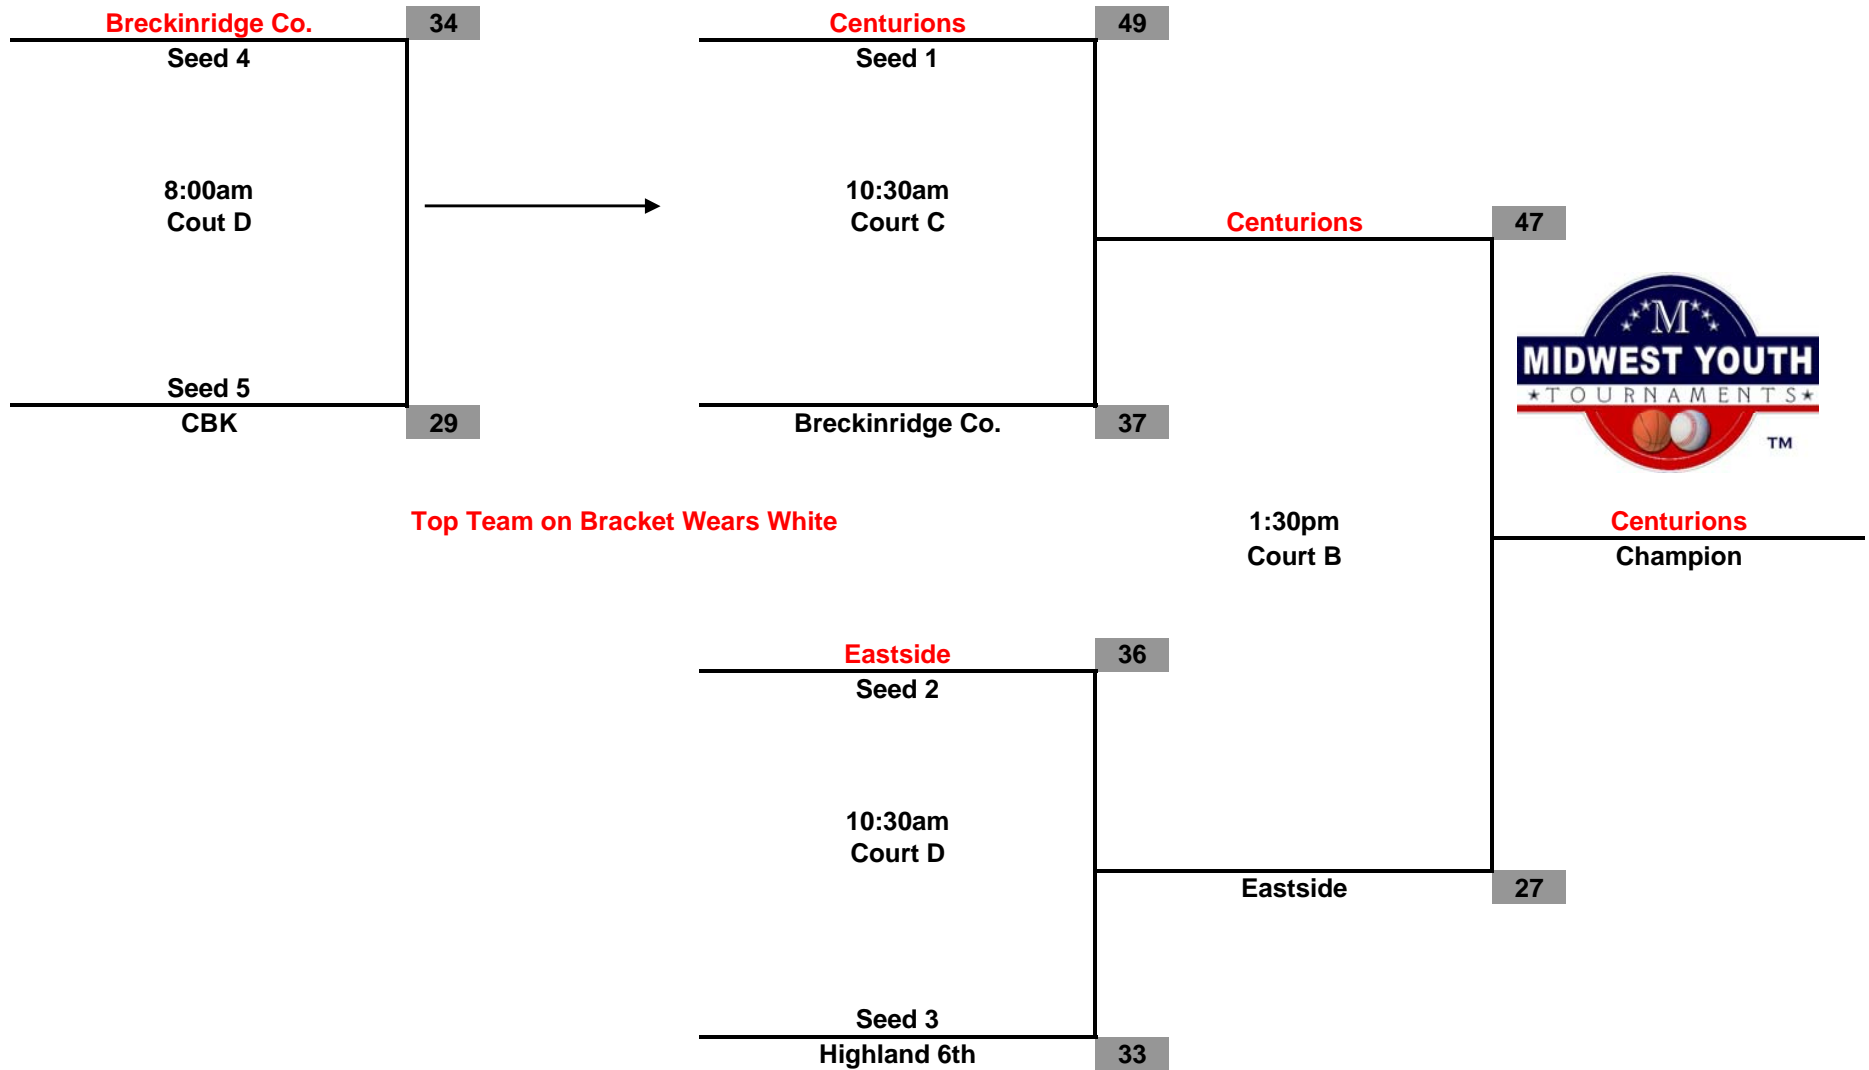 Breckinridge Co. 34
Seed 4
8:00am
Cout D
Seed 5
CBK 29
Centurions 49
Seed 1
10:30am
Court C
Breckinridge Co. 37
Top Team on Bracket Wears White
Eastside 36
Seed 2
10:30am
Court D
Seed 3
Highland 6th 33
Centurions 47
1:30pm
Court B
Eastside 27
M
MIDWEST YOUTH
TOURNAMENTS
TM
Centurions
Champion